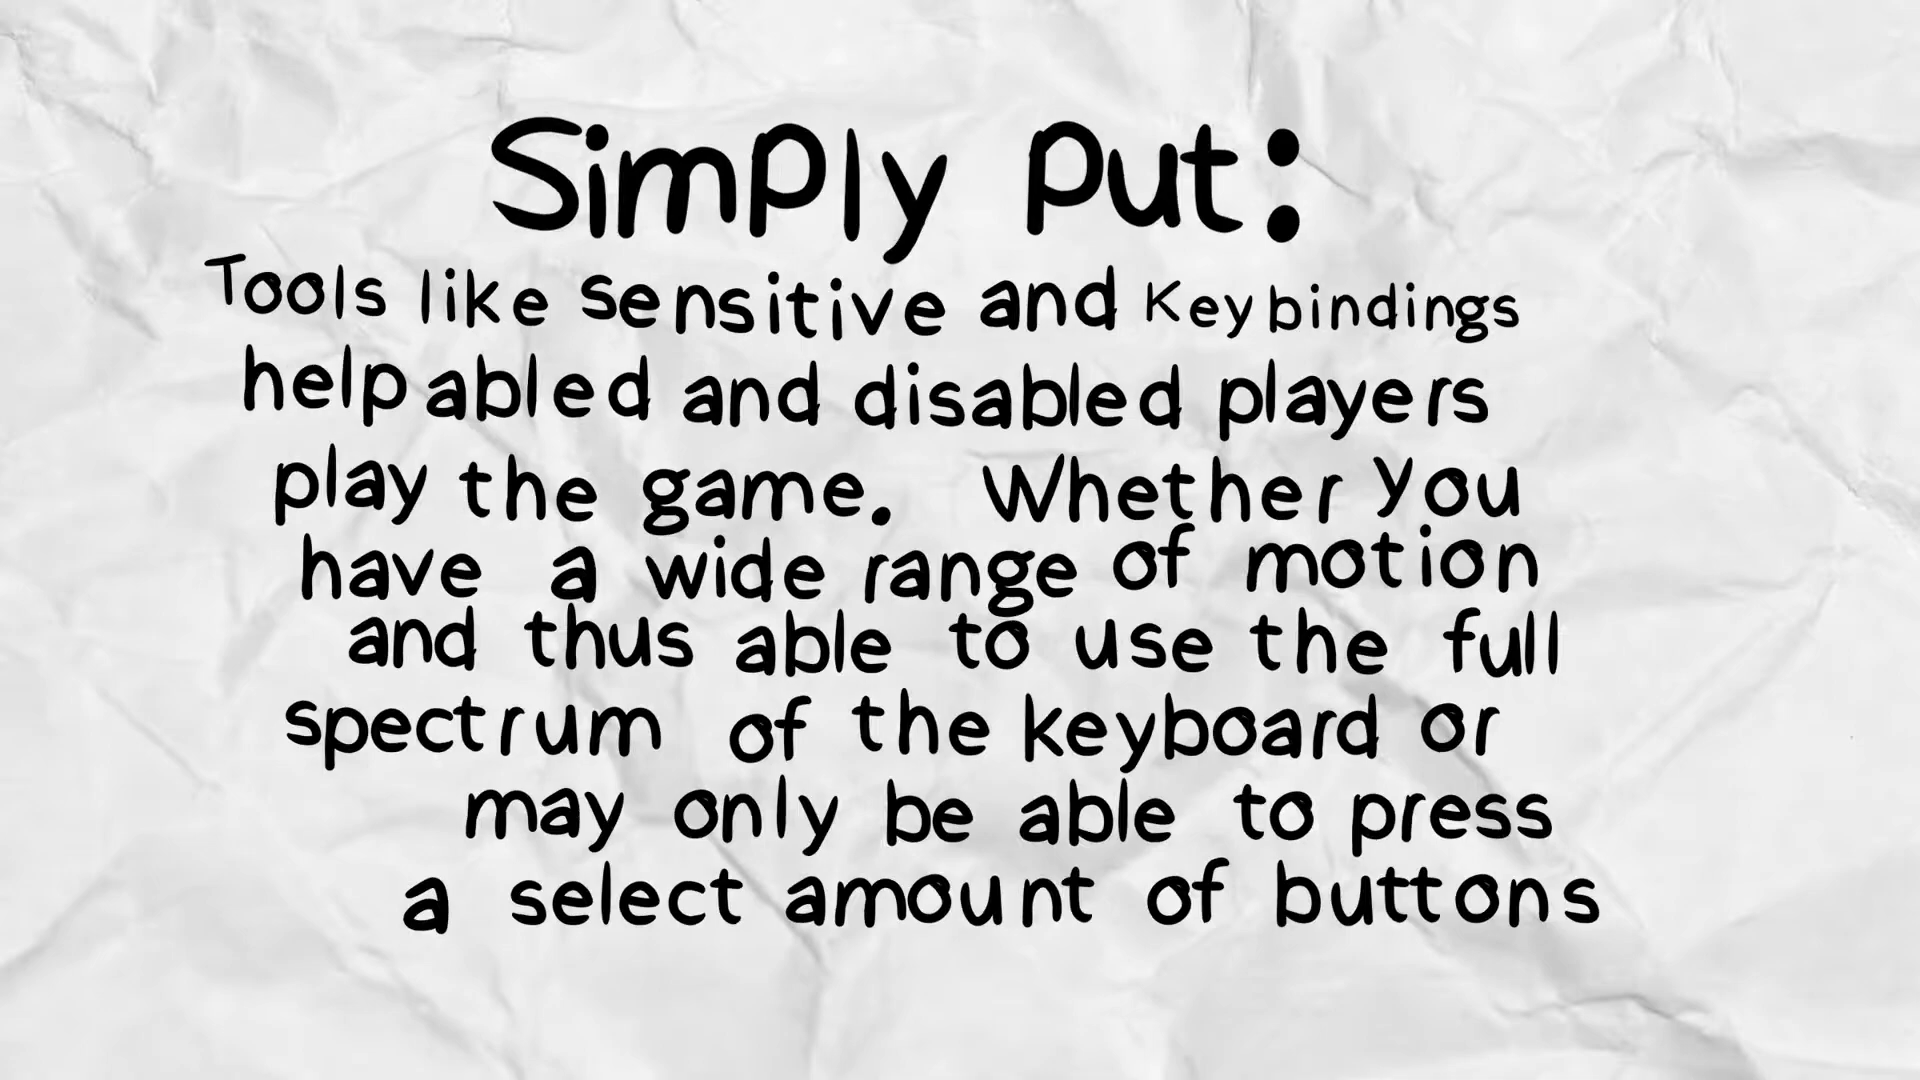 Simply Put:
Tools like sensitive and Keybindings
help abled and disabled players
play the game. Whether you
have a wide range of motion
and thus able to use the full
spectrum of the keyboard or
may only be able to press
a select amount of buttons